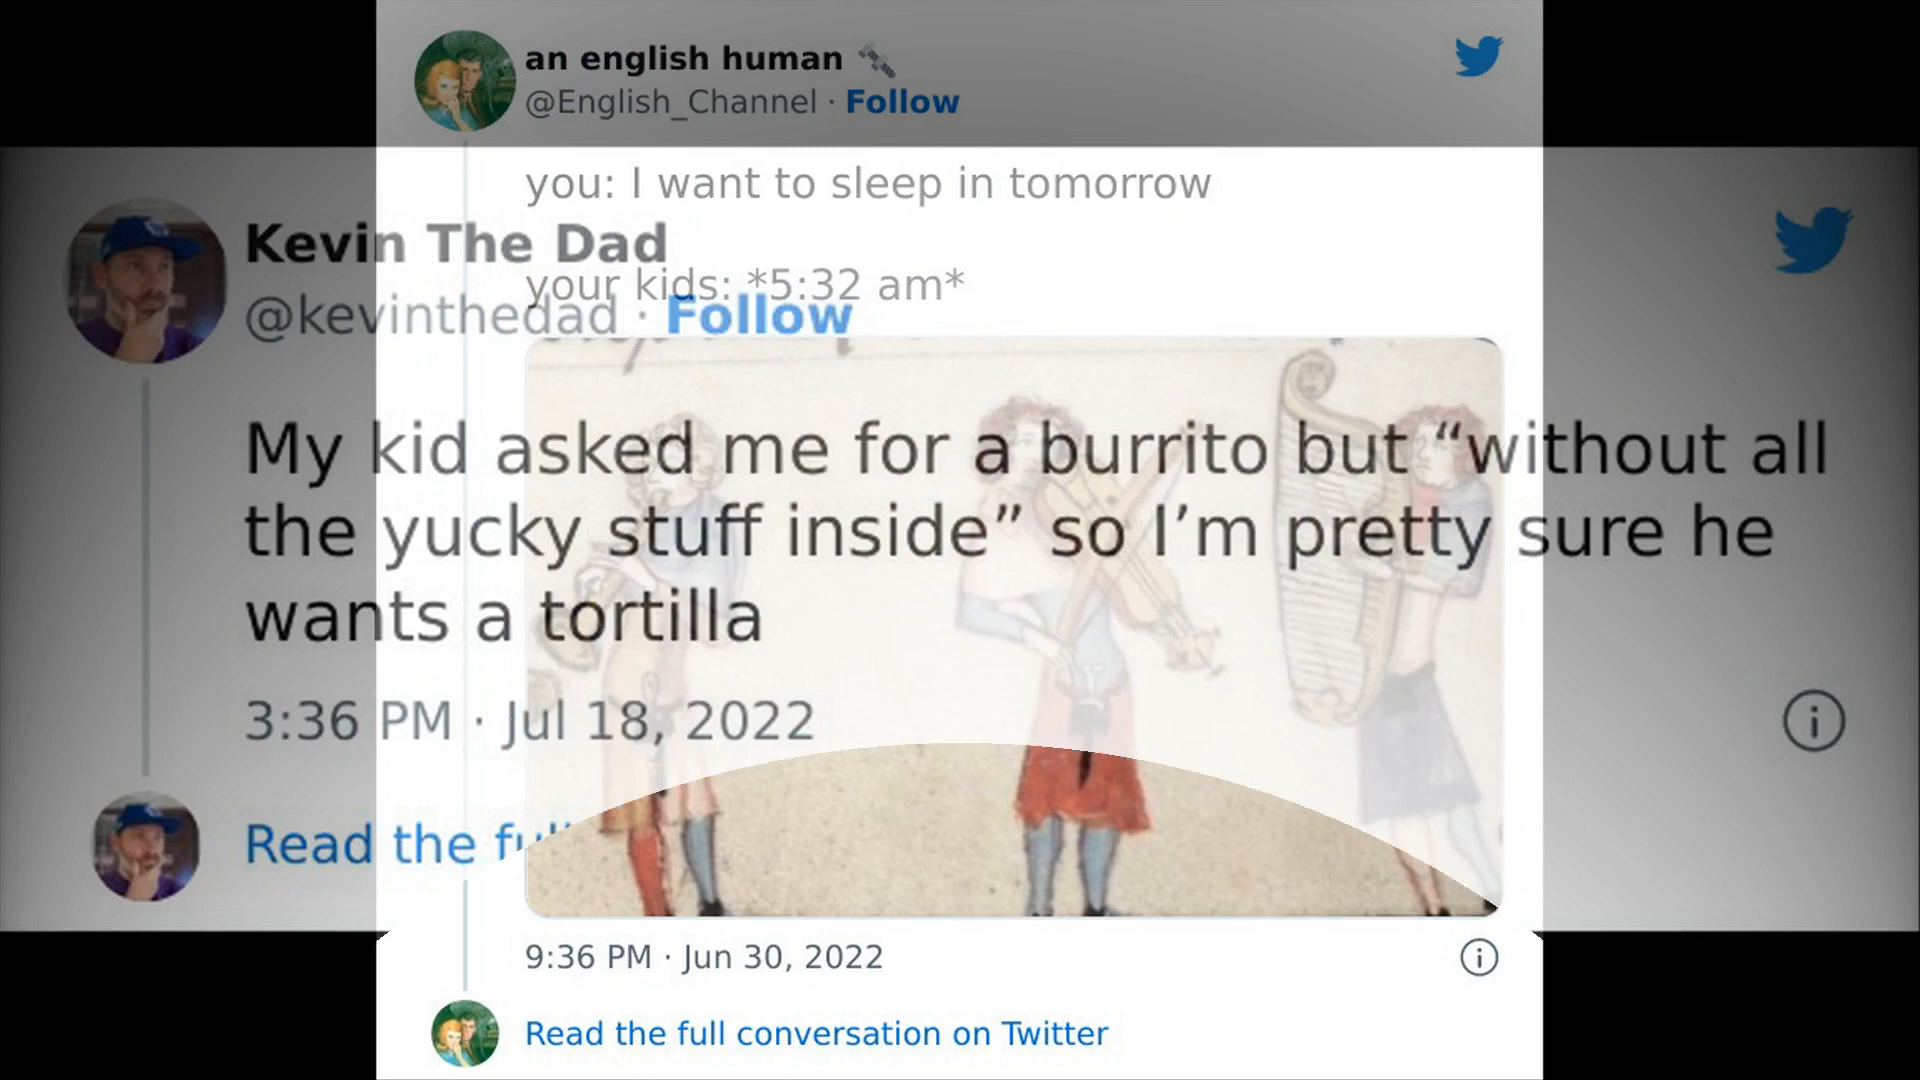 an english human
@English_Channel · Follow
you: I want to sleep in tomorrow
your kids: *5:32 am*
9:36 PM · Jun 30, 2022
Read the full conversation on Twitter
Kevin The Dad
@kevinthedad · Follow
My kid asked me for a burrito but “without all
the yucky stuff inside” so I’m pretty sure he
wants a tortilla
3:36 PM · Jul 18, 2022
Read the full